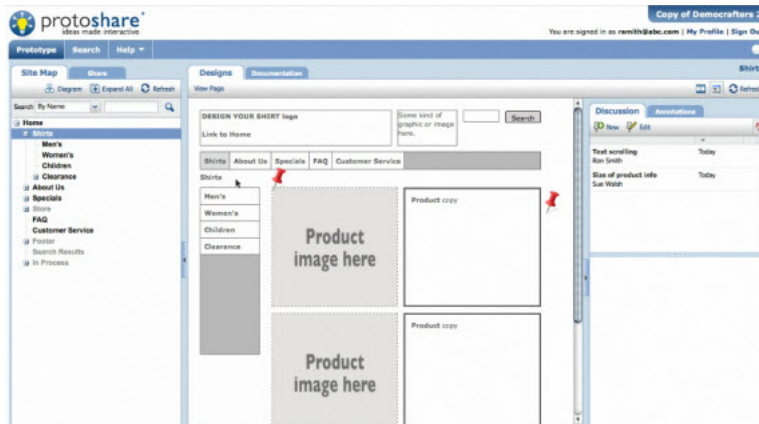 protoshare
ideas made interactive
Copy of Democrafters
You are signed in as rsmith@abc.com | My Profile | Sign Ou
Prototype Search Help
Site Map Share
Diagram Expand All Refresh
Search By Name
Home
Shirts
Men's
Women's
Children
Clearance
About Us
Specials
Store
FAQ
Customer Service
Footer
Search Results
In Process
Designs Documentation
View Page
Shirts
Refresh
DESIGN YOUR SHIRT logo
Link to Home
Some kind of
graphic or image
here.
Search
Shirts About Us Specials FAQ Customer Service
Shirts
Men's
Women's
Children
Clearance
Product
image here
Product copy
Product
image here
Product copy
Discussion Annotations
New Edit
Text scrolling Today
Ron Smith
Size of product info Today
Sue Walsh